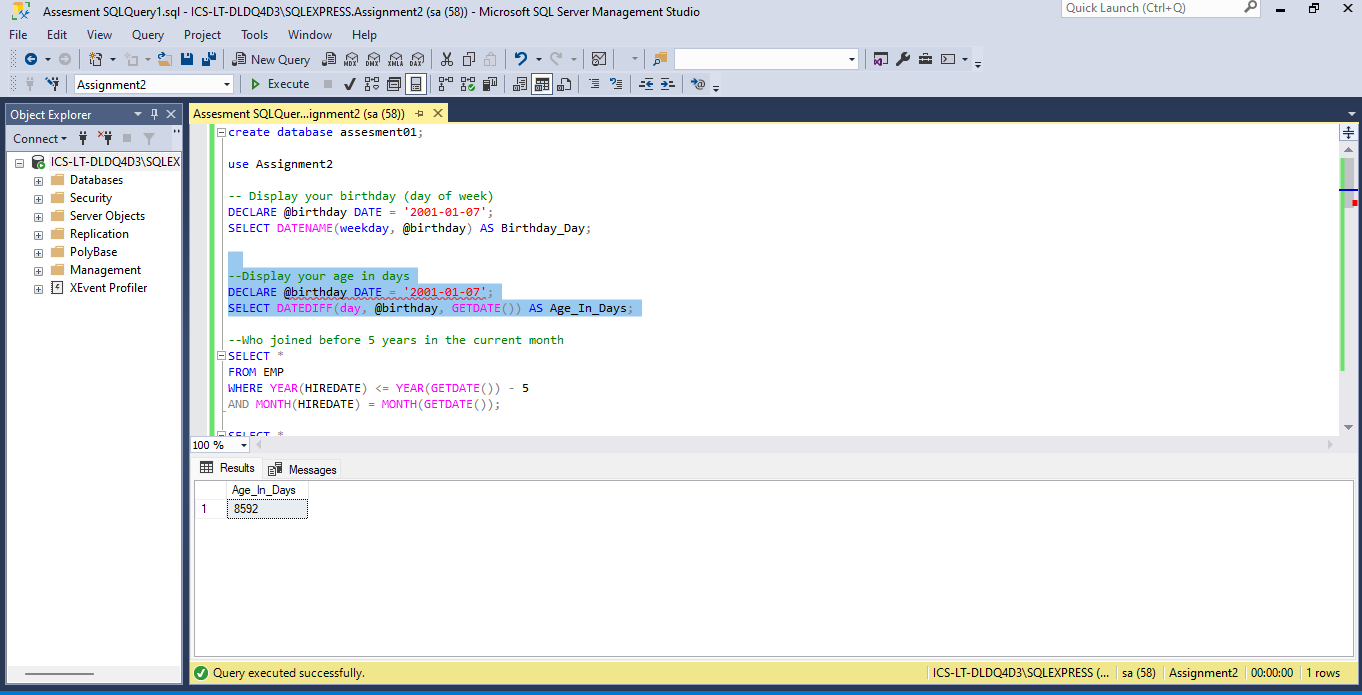 Assesment SQLQuery1.sql - ICS-LT-DLDQ4D3\SQLEXPRESS.Assignment2 (sa (58)) - Microsoft SQL Server Management Studio
Quick Launch (Ctrl+Q)
File Edit View Query Project Tools Window Help
New Query MDX DMX XMLA DAX
Assignment2 Execute
Object Explorer
Connect
ICS-LT-DLDQ4D3\SQLEX
Databases
Security
Server Objects
Replication
PolyBase
Management
XEvent Profiler
Assesment SQLQuer...ignment2 (sa (58))
create database assesment01;
use Assignment2
-- Display your birthday (day of week)
DECLARE @birthday DATE = '2001-01-07';
SELECT DATENAME(weekday, @birthday) AS Birthday_Day;
--Display your age in days
DECLARE @birthday DATE = '2001-01-07';
SELECT DATEDIFF(day, @birthday, GETDATE()) AS Age_In_Days;
--Who joined before 5 years in the current month
SELECT *
FROM EMP
WHERE YEAR(HIREDATE) <= YEAR(GETDATE()) - 5
AND MONTH(HIREDATE) = MONTH(GETDATE());
SELECT *
100 %
Results Messages
Age_In_Days
1 8592
Query executed successfully.
ICS-LT-DLDQ4D3\SQLEXPRESS (... sa (58) Assignment2 00:00:00 1 rows